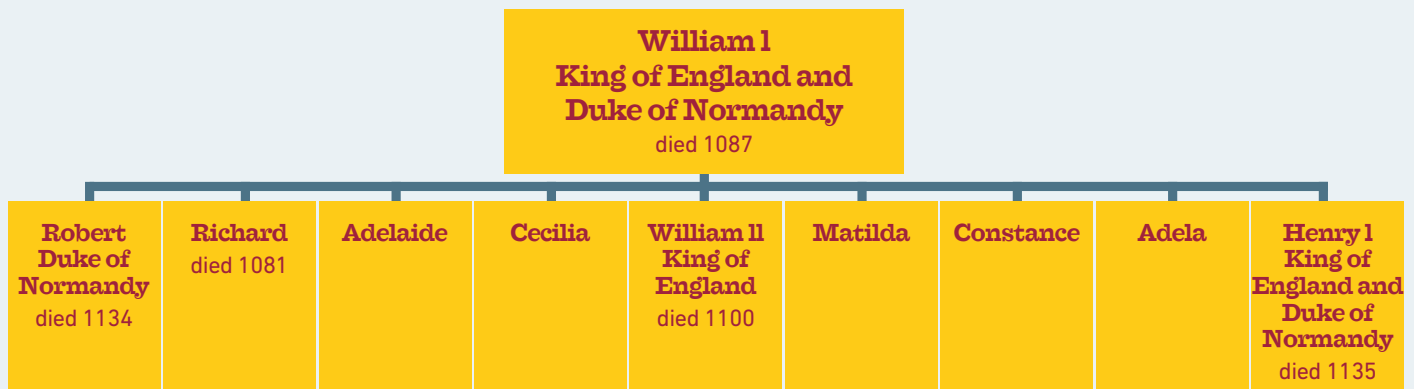 William l
King of England and
Duke of Normandy
died 1087
Robert
Duke of
Normandy
died 1134
Richard
died 1081
Adelaide
Cecilia
William ll
King of
England
died 1100
Matilda
Constance
Adela
Henry l
King of
England and
Duke of
Normandy
died 1135